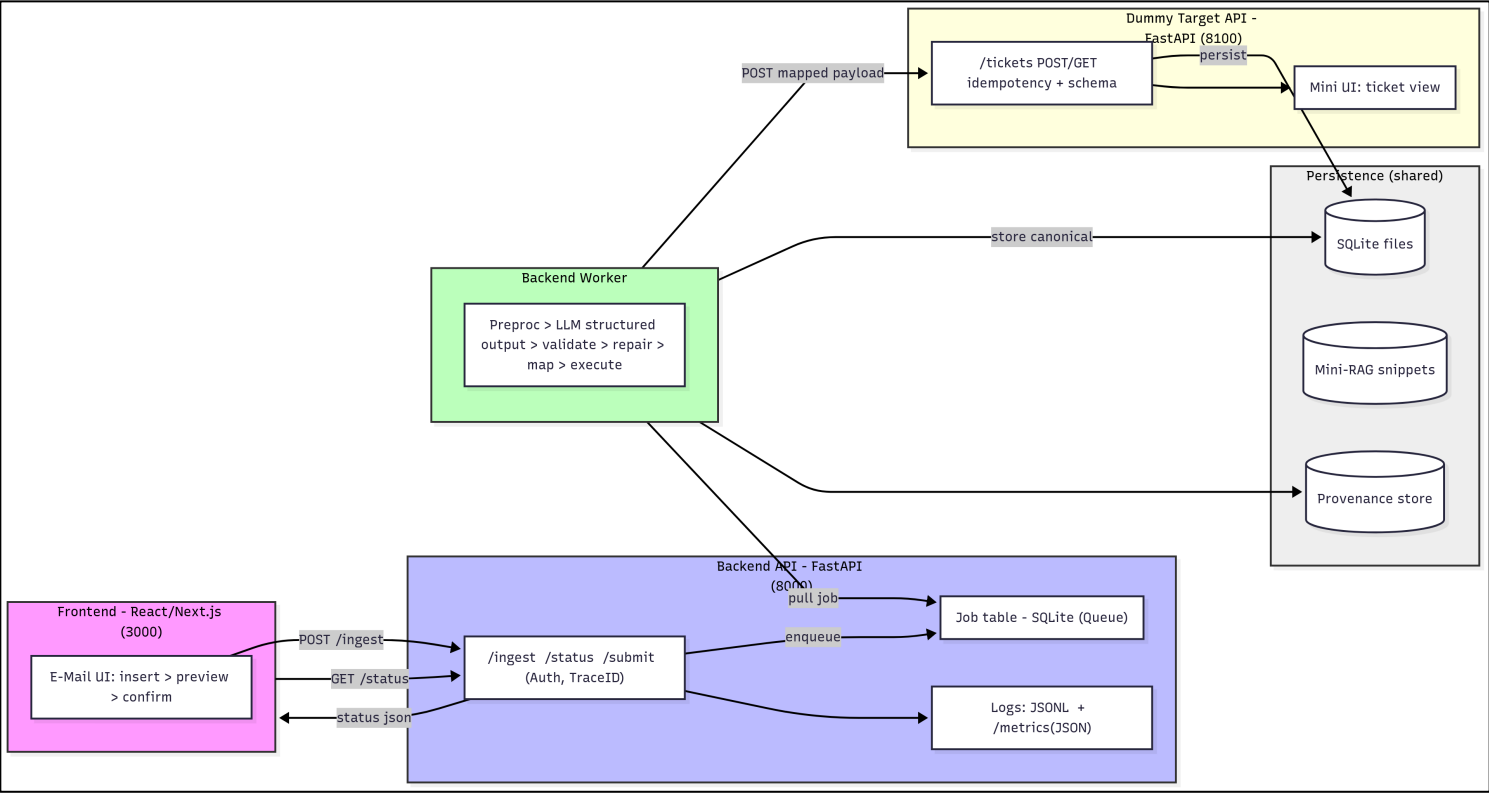 Dummy Target API -
FastAPI (8100)
/tickets POST/GET
idempotency + schema
persist
Mini UI: ticket view
POST mapped payload
Persistence (shared)
SQLite files
store canonical
Mini-RAG snippets
Provenance store
Backend Worker
Preproc > LLM structured
output > validate > repair >
map > execute
Backend API - FastAPI
(8000)
pull job
Job table - SQLite (Queue)
enqueue
/ingest  /status  /submit
(Auth, TraceID)
Logs: JSONL  +
/metrics(JSON)
Frontend - React/Next.js
(3000)
E-Mail UI: insert > preview
> confirm
POST /ingest
GET /status
status json